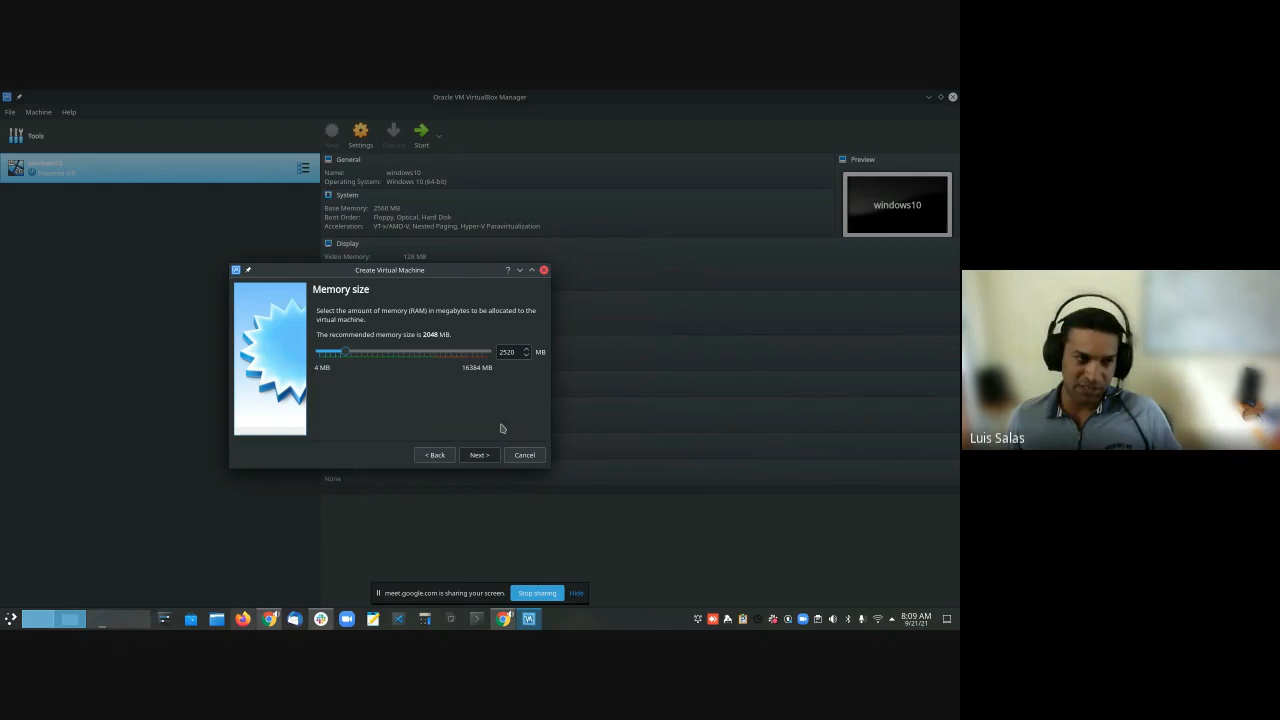 Oracle VM VirtualBox Manager
File Machine Help
Tools
New Settings Discard Start
windows10
Powered Off
General
Name: windows10
Operating System: Windows 10 (64-bit)
System
Base Memory: 2560 MB
Boot Order: Floppy, Optical, Hard Disk
Acceleration: VT-x/AMD-V, Nested Paging, Hyper-V Paravirtualization
Display
Video Memory: 128 MB
Preview
windows10
Create Virtual Machine
?
Memory size
Select the amount of memory (RAM) in megabytes to be allocated to the
virtual machine.
The recommended memory size is 2048 MB.
2520 MB
4 MB 16384 MB
< Back Next > Cancel
None
meet.google.com is sharing your screen. Stop sharing Hide
8:09 AM
9/21/21
Luis Salas